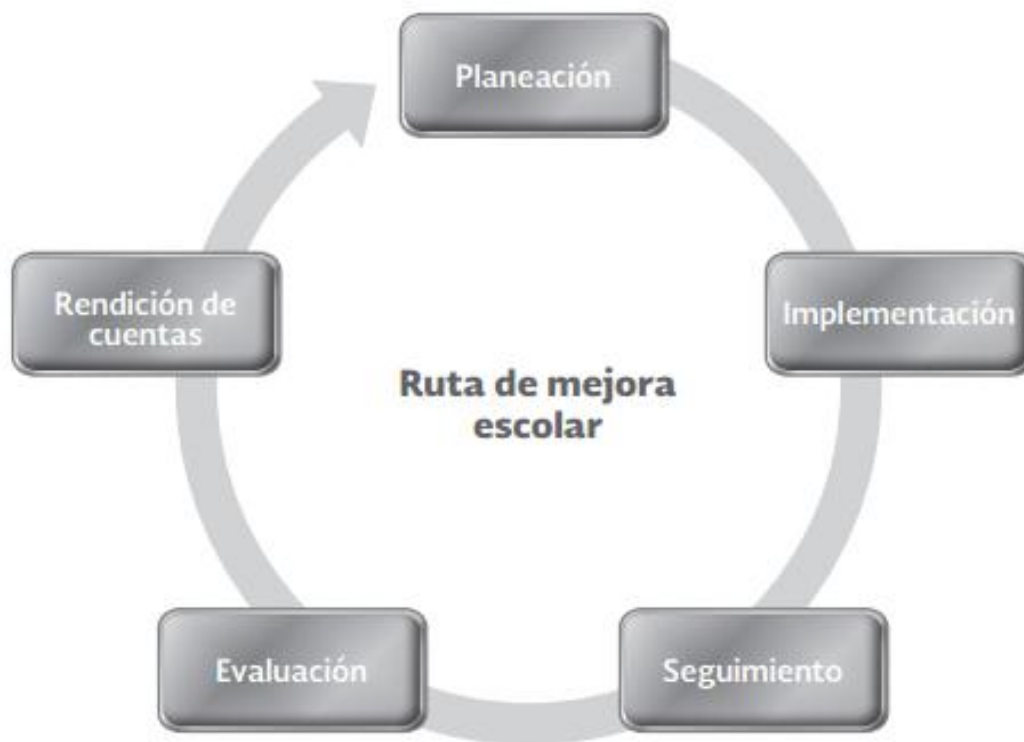 Planeación
Implementación
Seguimiento
Evaluación
Rendición de
cuentas
Ruta de mejora
escolar